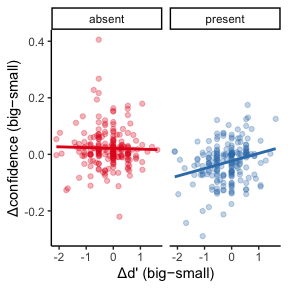 absent present
0.4
0.2
0.0
-0.2
Δconfidence (big−small)
-2 -1 0 1 -2 -1 0 1
Δd' (big−small)